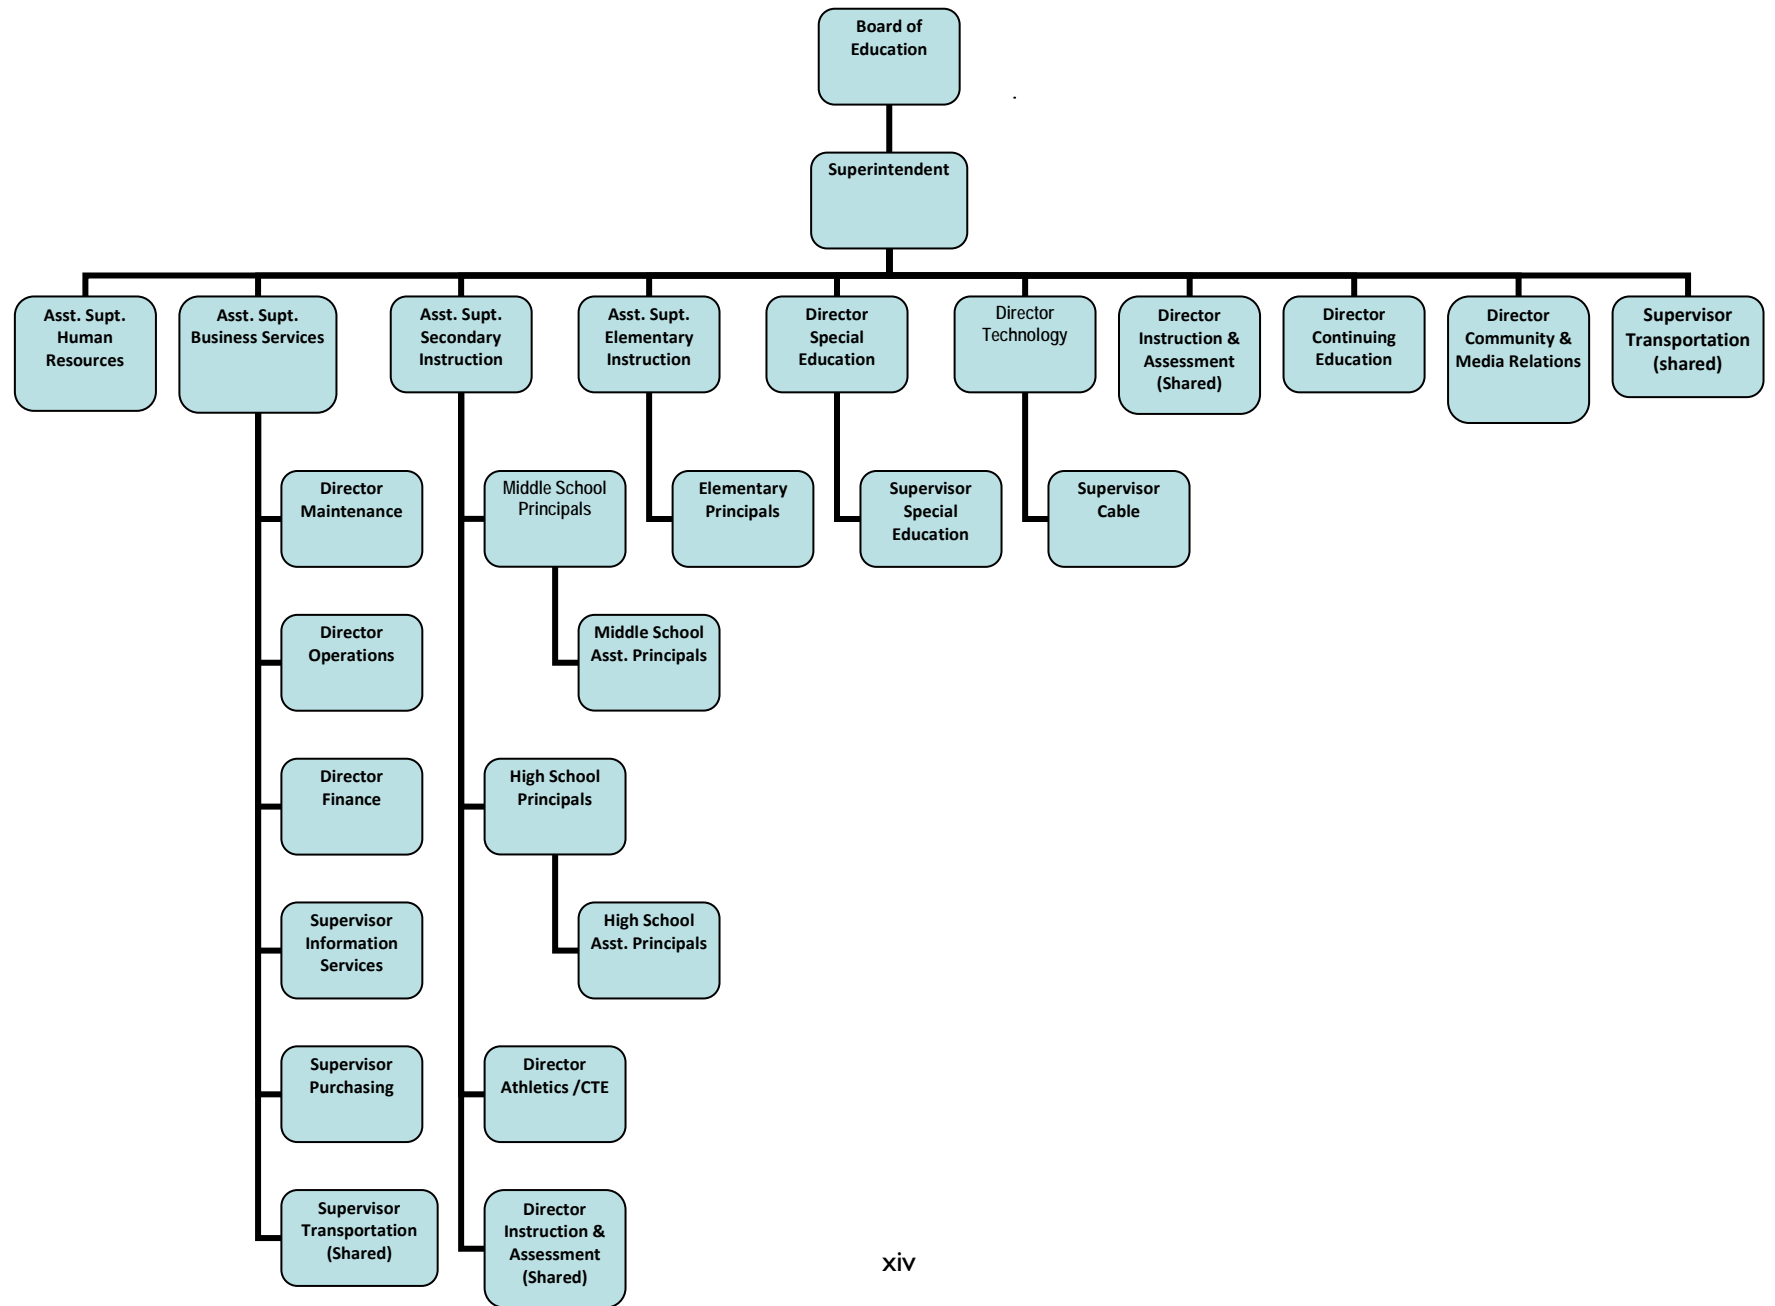 Board of
Education
.
Superintendent
Asst. Supt.
Human
Resources
Asst. Supt.
Business Services
Asst. Supt.
Secondary
Instruction
Asst. Supt.
Elementary
Instruction
Director
Special
Education
Director
Technology
Director
Instruction &
Assessment
(Shared)
Director
Continuing
Education
Director
Community &
Media Relations
Supervisor
Transportation
(shared)
Director
Maintenance
Middle School
Principals
Elementary
Principals
Supervisor
Special
Education
Supervisor
Cable
Director
Operations
Middle School
Asst. Principals
Director
Finance
High School
Principals
Supervisor
Information
Services
High School
Asst. Principals
Supervisor
Purchasing
Director
Athletics /CTE
Supervisor
Transportation
(Shared)
Director
Instruction &
Assessment
(Shared)
xiv